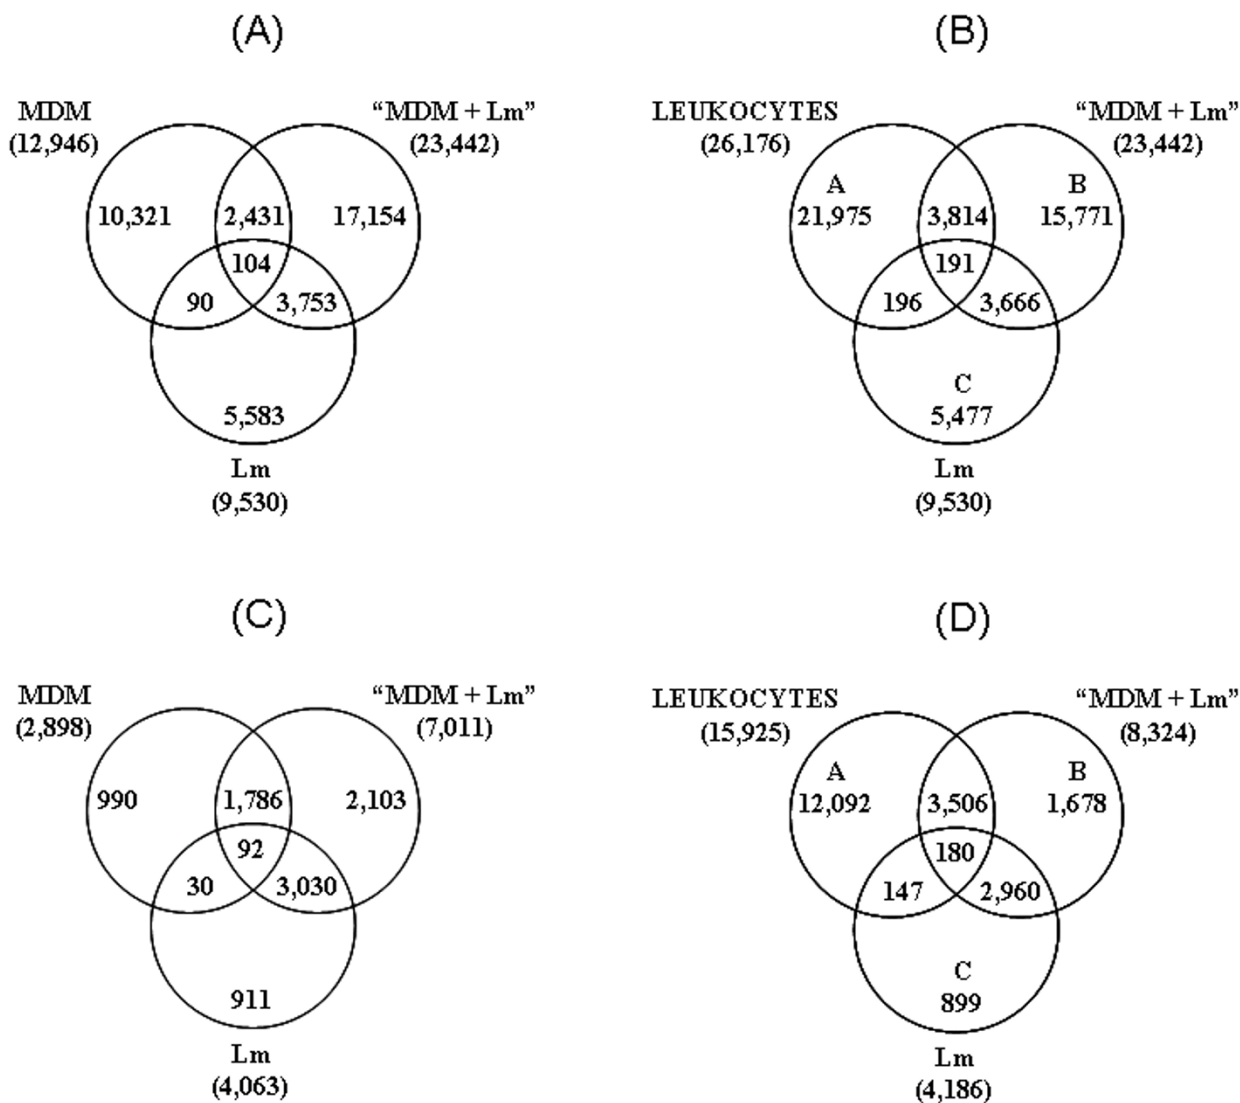 (A)
MDM
(12,946)
“MDM + Lm”
(23,442)
10,321
2,431
17,154
104
90
3,753
5,583
Lm
(9,530)
(B)
LEUKOCYTES
(26,176)
“MDM + Lm”
(23,442)
A
21,975
3,814
B
15,771
191
196
3,666
C
5,477
Lm
(9,530)
(C)
MDM
(2,898)
“MDM + Lm”
(7,011)
990
1,786
2,103
92
30
3,030
911
Lm
(4,063)
(D)
LEUKOCYTES
(15,925)
“MDM + Lm”
(8,324)
A
12,092
3,506
B
1,678
180
147
2,960
C
899
Lm
(4,186)